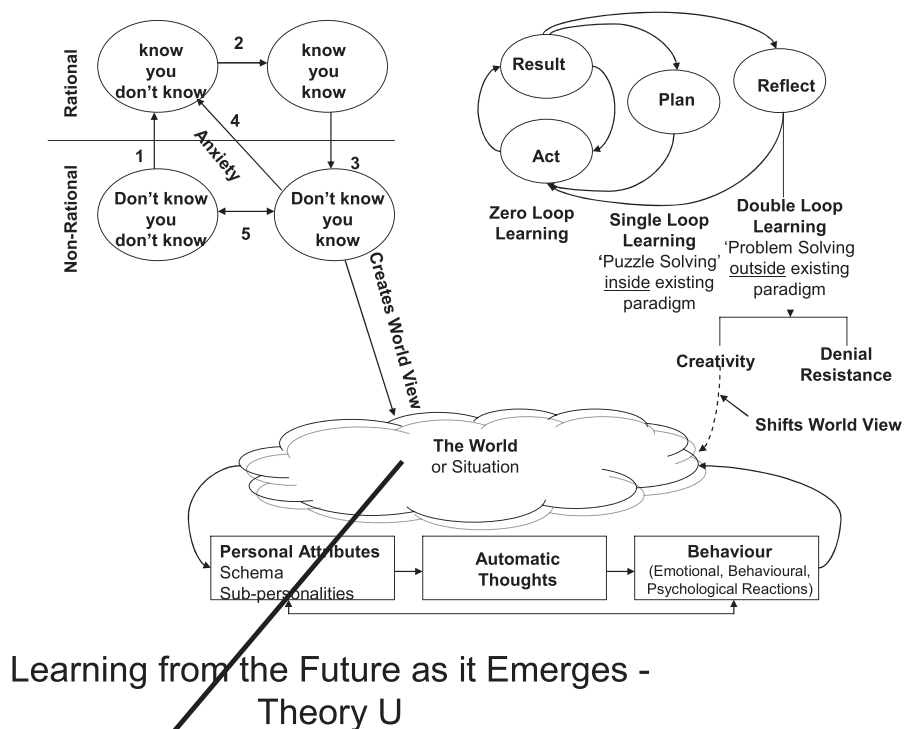 Rational
know
you
don't know
2
know
you
know
1
Anxiety
4
3
Non-Rational
Don't know
you
don't know
5
Don't know
you
know
Creates World View
Result
Plan
Reflect
Act
Zero Loop
Learning
Single Loop
Learning
‘Puzzle Solving’
inside existing
paradigm
Double Loop
Learning
‘Problem Solving
outside existing
paradigm
Creativity
Denial
Resistance
Shifts World View
The World
or Situation
Personal Attributes
Schema
Sub-personalities
Automatic
Thoughts
Behaviour
(Emotional, Behavioural,
Psychological Reactions)
Learning from the Future as it Emerges -
Theory U